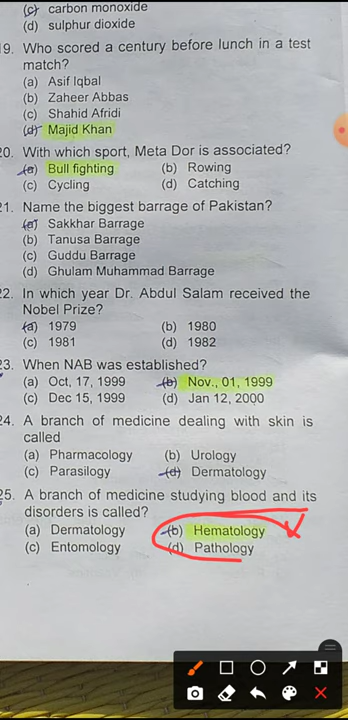 (c) carbon monoxide
(d) sulphur dioxide
19. Who scored a century before lunch in a test
match?
(a) Asif Iqbal
(b) Zaheer Abbas
(c) Shahid Afridi
(d) Majid Khan
20. With which sport, Meta Dor is associated?
(a) Bull fighting (b) Rowing
(c) Cycling (d) Catching
21. Name the biggest barrage of Pakistan?
(a) Sakkhar Barrage
(b) Tanusa Barrage
(c) Guddu Barrage
(d) Ghulam Muhammad Barrage
22. In which year Dr. Abdul Salam received the
Nobel Prize?
(a) 1979 (b) 1980
(c) 1981 (d) 1982
23. When NAB was established?
(a) Oct, 17, 1999 (b) Nov., 01, 1999
(c) Dec 15, 1999 (d) Jan 12, 2000
24. A branch of medicine dealing with skin is
called
(a) Pharmacology (b) Urology
(c) Parasilogy (d) Dermatology
25. A branch of medicine studying blood and its
disorders is called?
(a) Dermatology (b) Hematology
(c) Entomology (d) Pathology